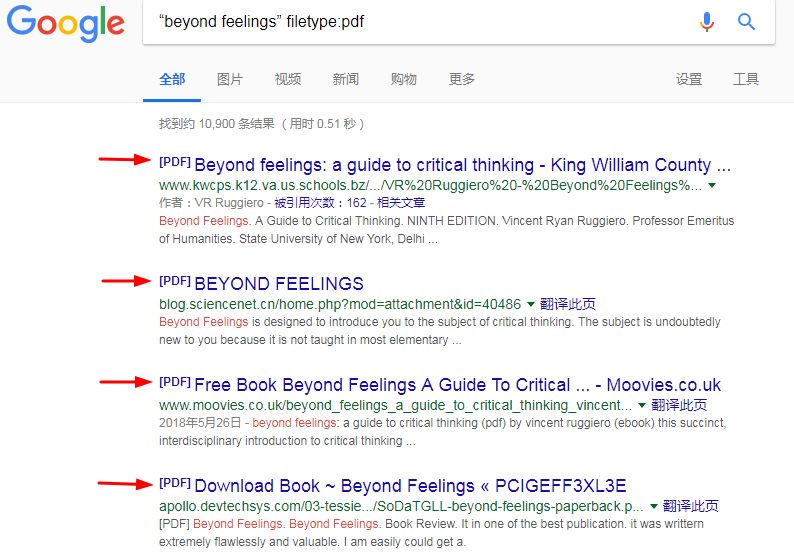 Google
“beyond feelings” filetype:pdf
全部 图片 视频 新闻 购物 更多 设置 工具
找到约 10,900 条结果 （用时 0.51 秒）
[PDF] Beyond feelings: a guide to critical thinking - King William County ...
www.kwcps.k12.va.us.schools.bz/.../VR%20Ruggiero%20-%20Beyond%20Feelings%...
作者：VR Ruggiero - 被引用次数：162 - 相关文章
Beyond Feelings. A Guide to Critical Thinking. NINTH EDITION. Vincent Ryan Ruggiero. Professor Emeritus
of Humanities. State University of New York, Delhi ...
[PDF] BEYOND FEELINGS
blog.sciencenet.cn/home.php?mod=attachment&id=40486 翻译此页
Beyond Feelings is designed to introduce you to the subject of critical thinking. The subject is undoubtedly
new to you because it is not taught in most elementary ...
[PDF] Free Book Beyond Feelings A Guide To Critical ... - Moovies.co.uk
www.moovies.co.uk/beyond_feelings_a_guide_to_critical_thinking_vincent... 翻译此页
2018年5月26日 - beyond feelings: a guide to critical thinking (pdf) by vincent ruggiero (ebook) this succinct,
interdisciplinary introduction to critical thinking ...
[PDF] Download Book ~ Beyond Feelings « PCIGEFF3XL3E
apollo.devtechsys.com/03-tessie.../SoDaTGLL-beyond-feelings-paperback.p... 翻译此页
[PDF] Beyond Feelings. Beyond Feelings. Book Review. It in one of the best publication. it was writtern
extremely flawlessly and valuable. I am easily could get a.